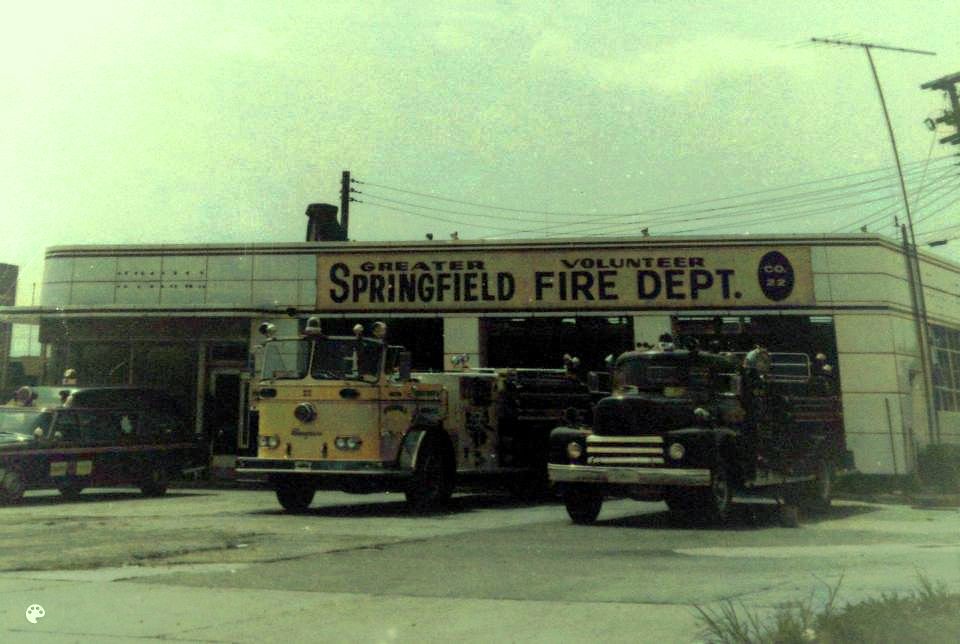 GREATER VOLUNTEER
SPRINGFIELD FIRE DEPT.
CO.
22